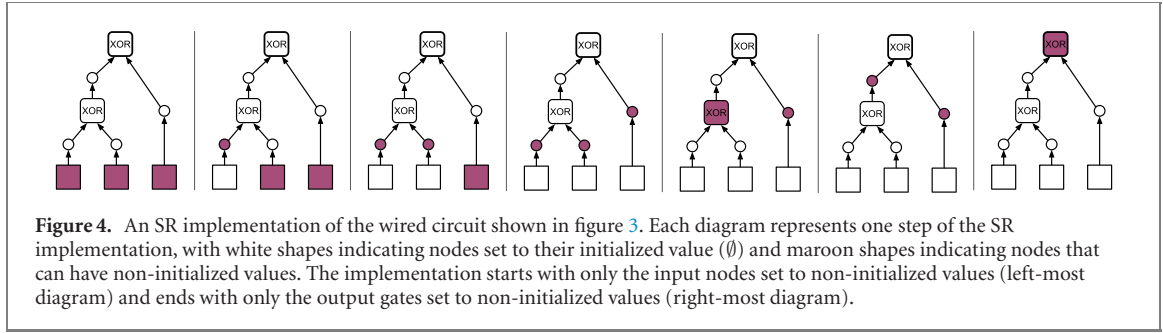 XOR XOR XOR XOR XOR XOR XOR
XOR XOR XOR XOR XOR XOR XOR
Figure 4. An SR implementation of the wired circuit shown in figure 3. Each diagram represents one step of the SR
implementation, with white shapes indicating nodes set to their initialized value (∅) and maroon shapes indicating nodes that
can have non-initialized values. The implementation starts with only the input nodes set to non-initialized values (left-most
diagram) and ends with only the output gates set to non-initialized values (right-most diagram).